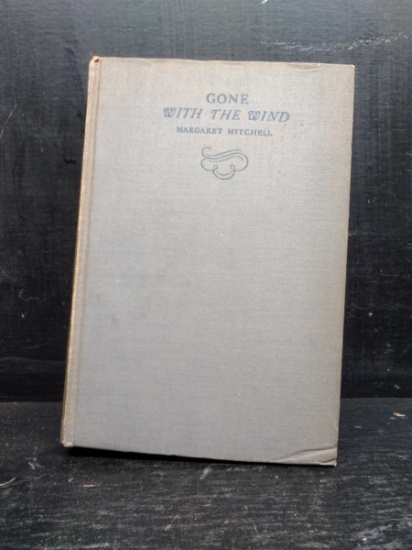 GONE
WITH THE WIND
MARGARET MITCHELL